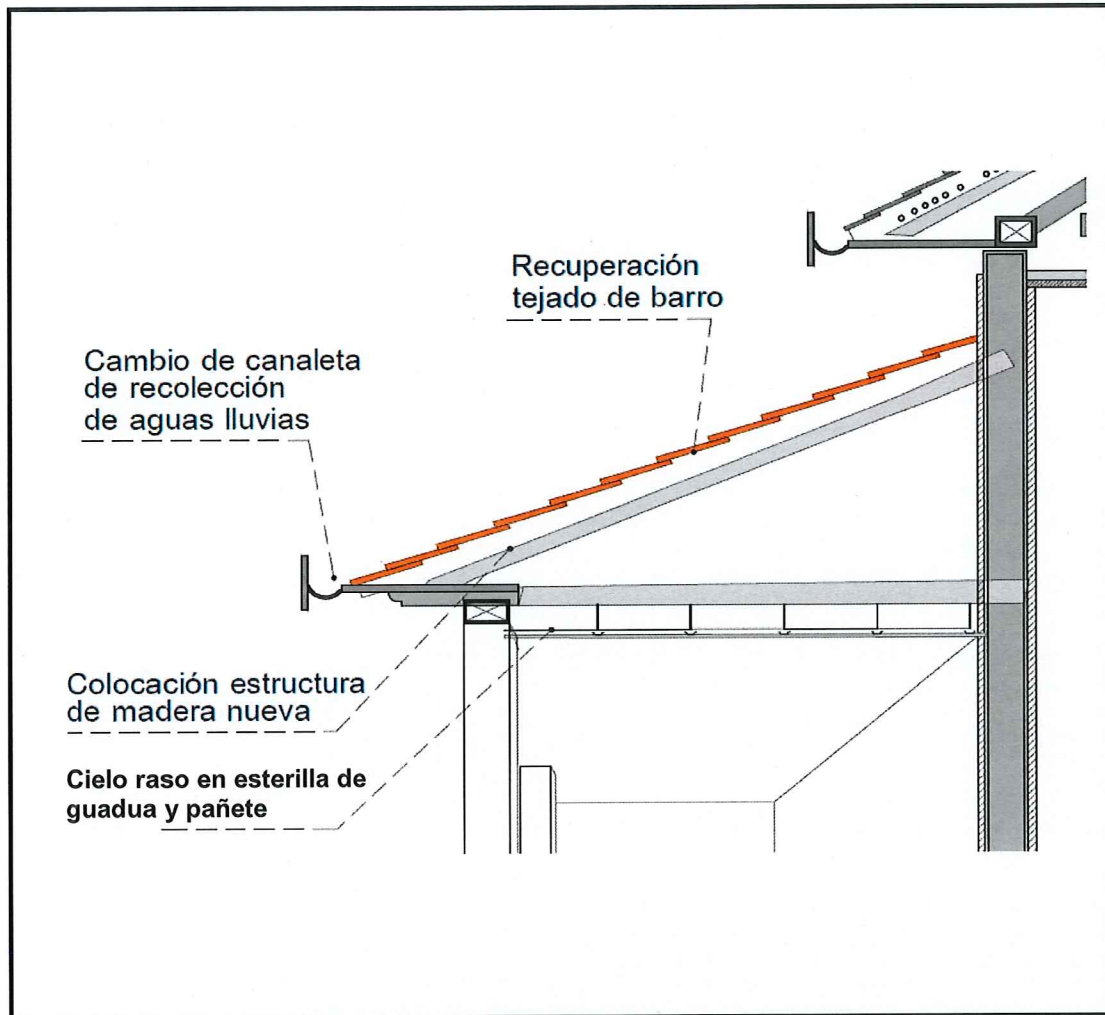 Recuperación
tejado de barro
Cambio de canaleta
de recolección
de aguas lluvias
Colocación estructura
de madera nueva
Cielo raso en esterilla de
guadua y pañete